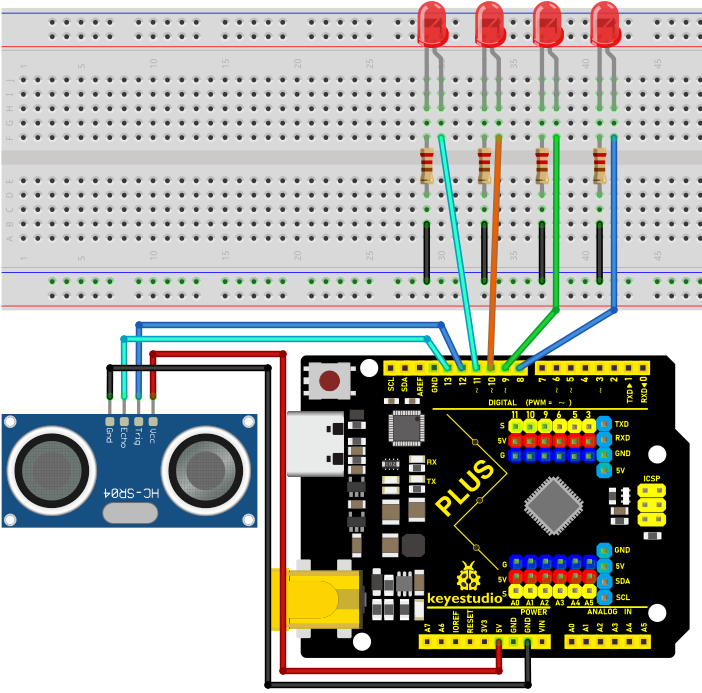 1 5 10 15 20 25 30 35 40 45
J
I
H
G
F
E
D
C
B
A
1 5 10 15 20 25 30 35 40 45
Gnd
Echo
Trig
Vcc
HC-SR04
SCL
SDA
AREF
GND
13
12
~11
~10
~9
8
7
~6
~5
4
~3
2
TXD▶1
RXD◀0
DIGITAL (PWM = ~ )
11 10 9 6 5 3
S
5V
G
TXD
RXD
GND
5V
RX
TX
PLUS
ICSP
keyestudio
G
5V
S
A0 A1 A2 A3 A4 A5
GND
5V
SDA
SCL
POWER
ANALOG IN
A7
A6
IOREF
RESET
3V3
5V
GND
GND
VIN
A0
A1
A2
A3
A4
A5